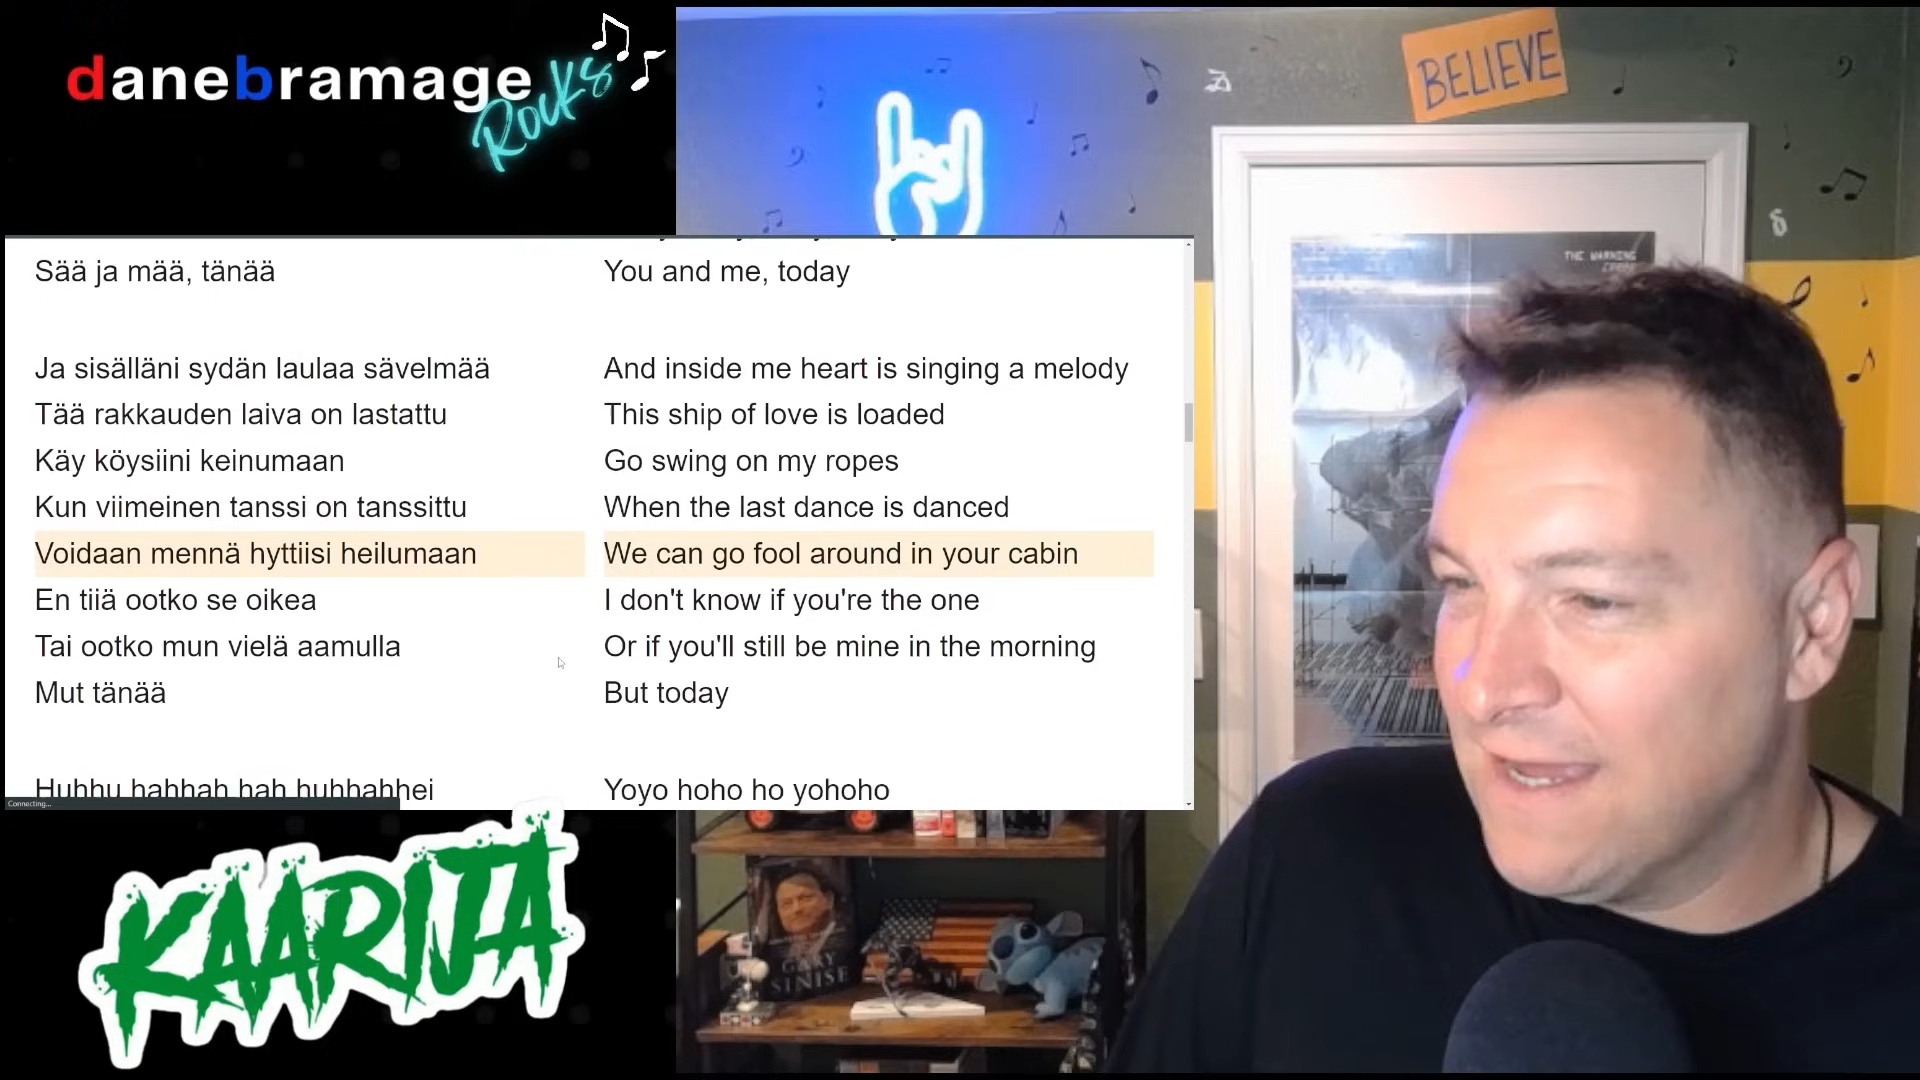 danebramage
Rocks
BELIEVE
THE WARNING
Sää ja mää, tänää
You and me, today
Ja sisälläni sydän laulaa sävelmää
And inside me heart is singing a melody
Tää rakkauden laiva on lastattu
This ship of love is loaded
Käy köysiini keinumaan
Go swing on my ropes
Kun viimeinen tanssi on tanssittu
When the last dance is danced
Voidaan mennä hyttiisi heilumaan
We can go fool around in your cabin
En tiiä ootko se oikea
I don't know if you're the one
Tai ootko mun vielä aamulla
Or if you'll still be mine in the morning
Mut tänää
But today
Huhhu hahhah hah huhhahhei
Yoyo hoho ho yohoho
Connecting...
KÄÄRIJÄ
GARY
SINISE